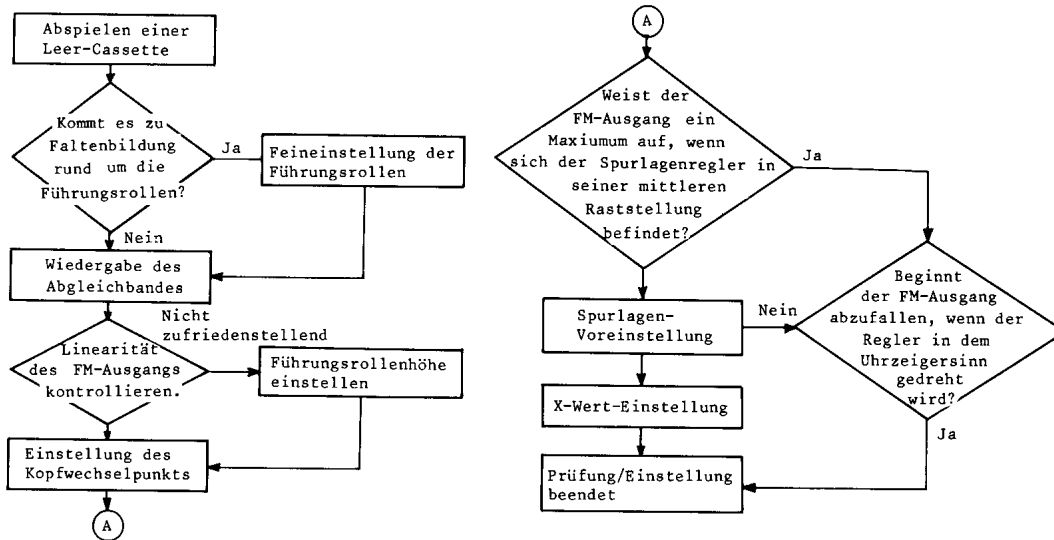 Abspielen einer
Leer-Cassette
Kommt es zu
Faltenbildung
rund um die
Führungsrollen?
Ja
Feineinstellung der
Führungsrollen
Nein
Wiedergabe des
Abgleichbandes
Nicht
zufriedenstellend
Linearität
des FM-Ausgangs
kontrollieren.
Führungsrollenhöhe
einstellen
Einstellung des
Kopfwechselpunkts
A
A
Weist der
FM-Ausgang ein
Maxiumum auf, wenn
sich der Spurlagenregler in
seiner mittleren
Raststellung
befindet?
Ja
Spurlagen-
Voreinstellung
Nein
Beginnt
der FM-Ausgang
abzufallen, wenn der
Regler in dem
Uhrzeigersinn
gedreht
wird?
X-Wert-Einstellung
Ja
Prüfung/Einstellung
beendet